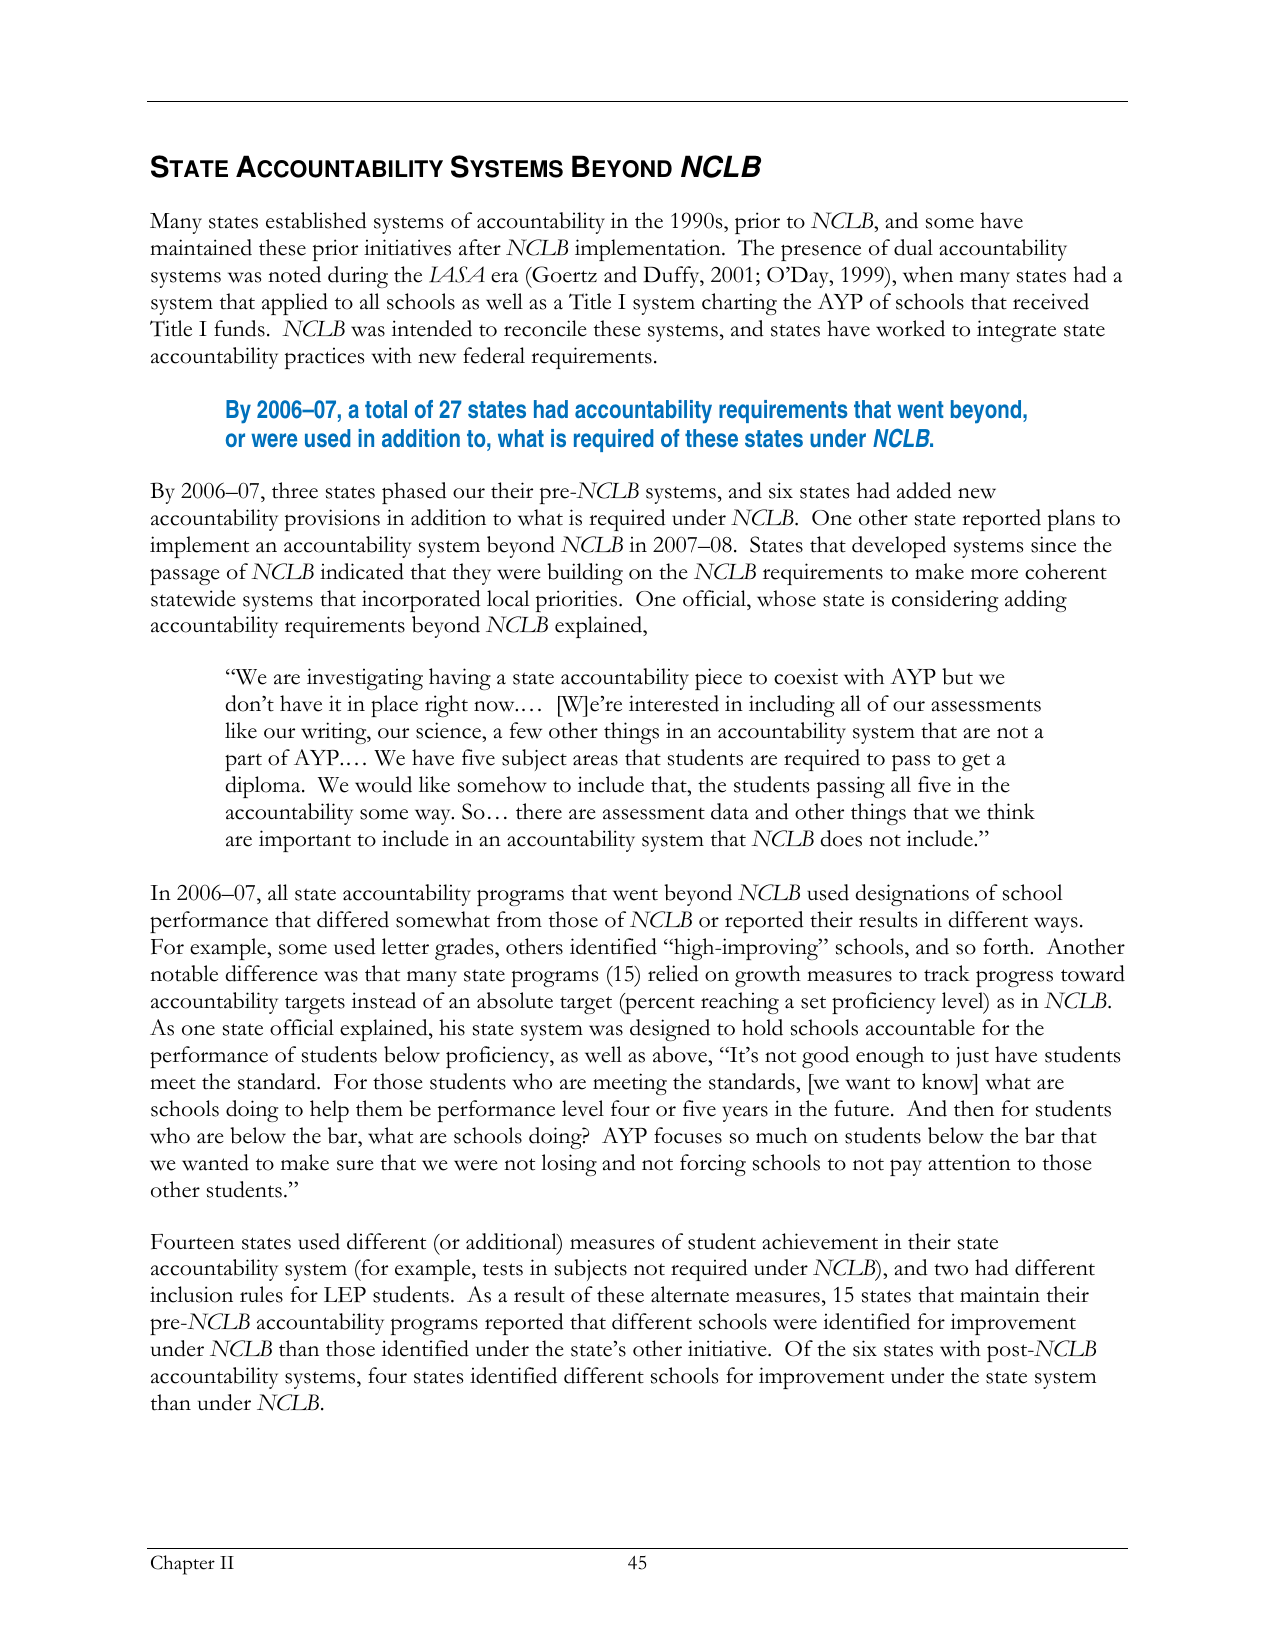 STATE ACCOUNTABILITY SYSTEMS BEYOND NCLB
Many states established systems of accountability in the 1990s, prior to NCLB, and some have
maintained these prior initiatives after NCLB implementation.  The presence of dual accountability
systems was noted during the IASA era (Goertz and Duffy, 2001; O’Day, 1999), when many states had a
system that applied to all schools as well as a Title I system charting the AYP of schools that received
Title I funds.  NCLB was intended to reconcile these systems, and states have worked to integrate state
accountability practices with new federal requirements.
By 2006–07, a total of 27 states had accountability requirements that went beyond,
or were used in addition to, what is required of these states under NCLB.
By 2006–07, three states phased our their pre-NCLB systems, and six states had added new
accountability provisions in addition to what is required under NCLB.  One other state reported plans to
implement an accountability system beyond NCLB in 2007–08.  States that developed systems since the
passage of NCLB indicated that they were building on the NCLB requirements to make more coherent
statewide systems that incorporated local priorities.  One official, whose state is considering adding
accountability requirements beyond NCLB explained,
“We are investigating having a state accountability piece to coexist with AYP but we
don’t have it in place right now.…  [W]e’re interested in including all of our assessments
like our writing, our science, a few other things in an accountability system that are not a
part of AYP.… We have five subject areas that students are required to pass to get a
diploma.  We would like somehow to include that, the students passing all five in the
accountability some way. So… there are assessment data and other things that we think
are important to include in an accountability system that NCLB does not include.”
In 2006–07, all state accountability programs that went beyond NCLB used designations of school
performance that differed somewhat from those of NCLB or reported their results in different ways.
For example, some used letter grades, others identified “high-improving” schools, and so forth.  Another
notable difference was that many state programs (15) relied on growth measures to track progress toward
accountability targets instead of an absolute target (percent reaching a set proficiency level) as in NCLB.
As one state official explained, his state system was designed to hold schools accountable for the
performance of students below proficiency, as well as above, “It’s not good enough to just have students
meet the standard.  For those students who are meeting the standards, [we want to know] what are
schools doing to help them be performance level four or five years in the future.  And then for students
who are below the bar, what are schools doing?  AYP focuses so much on students below the bar that
we wanted to make sure that we were not losing and not forcing schools to not pay attention to those
other students.”
Fourteen states used different (or additional) measures of student achievement in their state
accountability system (for example, tests in subjects not required under NCLB), and two had different
inclusion rules for LEP students.  As a result of these alternate measures, 15 states that maintain their
pre-NCLB accountability programs reported that different schools were identified for improvement
under NCLB than those identified under the state’s other initiative.  Of the six states with post-NCLB
accountability systems, four states identified different schools for improvement under the state system
than under NCLB.
Chapter II 45